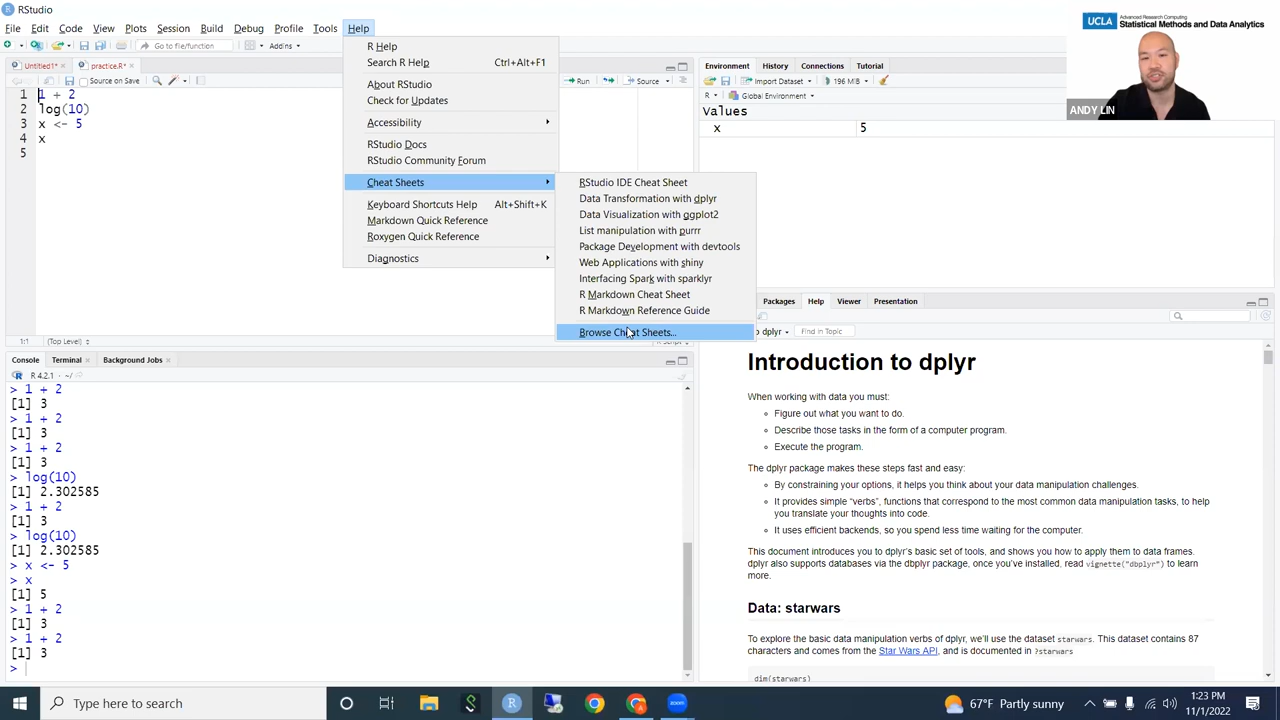 RStudio
File Edit Code View Plots Session Build Debug Profile Tools Help
Go to file/function Addins
Untitled1* practice.R*
Source on Save Run Source
1 1 + 2
2 log(10)
3 x <- 5
4 x
5
1:1 (Top Level) R Script
R Help
Search R Help Ctrl+Alt+F1
About RStudio
Check for Updates
Accessibility
RStudio Docs
RStudio Community Forum
Cheat Sheets
Keyboard Shortcuts Help Alt+Shift+K
Markdown Quick Reference
Roxygen Quick Reference
Diagnostics
RStudio IDE Cheat Sheet
Data Transformation with dplyr
Data Visualization with ggplot2
List manipulation with purrr
Package Development with devtools
Web Applications with shiny
Interfacing Spark with sparklyr
R Markdown Cheat Sheet
R Markdown Reference Guide
Browse Cheat Sheets...
Console Terminal Background Jobs
R 4.2.1 · ~/
> 1 + 2
[1] 3
> 1 + 2
[1] 3
> 1 + 2
[1] 3
> log(10)
[1] 2.302585
> 1 + 2
[1] 3
> log(10)
[1] 2.302585
> x <- 5
> x
[1] 5
> 1 + 2
[1] 3
> 1 + 2
[1] 3
>
Environment History Connections Tutorial
Import Dataset 196 MiB
R Global Environment
Values
x 5
UCLA Advanced Research Computing
Statistical Methods and Data Analytics
ANDY LIN
Packages Help Viewer Presentation
dplyr Find in Topic
Introduction to dplyr
When working with data you must:
Figure out what you want to do.
Describe those tasks in the form of a computer program.
Execute the program.
The dplyr package makes these steps fast and easy:
By constraining your options, it helps you think about your data manipulation challenges.
It provides simple “verbs”, functions that correspond to the most common data manipulation tasks, to help
you translate your thoughts into code.
It uses efficient backends, so you spend less time waiting for the computer.
This document introduces you to dplyr's basic set of tools, and shows you how to apply them to data frames.
dplyr also supports databases via the dbplyr package, once you've installed, read vignette("dbplyr") to learn
more.
Data: starwars
To explore the basic data manipulation verbs of dplyr, we'll use the dataset starwars. This dataset contains 87
characters and comes from the Star Wars API, and is documented in ?starwars
dim(starwars)
Type here to search
zoom
67°F Partly sunny
1:23 PM
11/1/2022